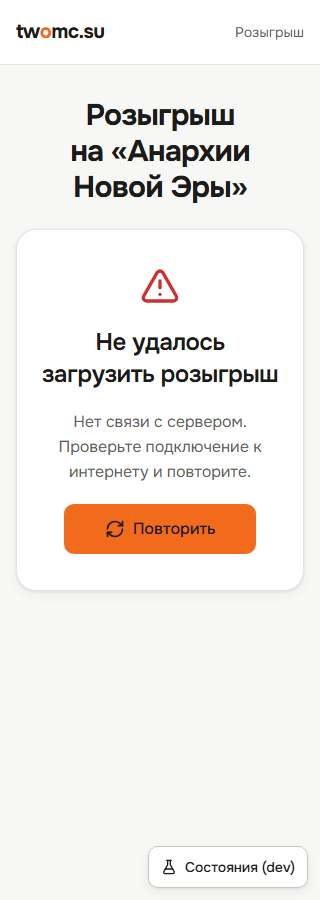 twomc.su
Розыгрыш
Розыгрыш
на «Анархии
Новой Эры»
Не удалось
загрузить розыгрыш
Нет связи с сервером.
Проверьте подключение к
интернету и повторите.
Повторить
Состояния (dev)